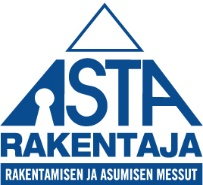 ASTA
RAKENTAJA
RAKENTAMISEN JA ASUMISEN MESSUT